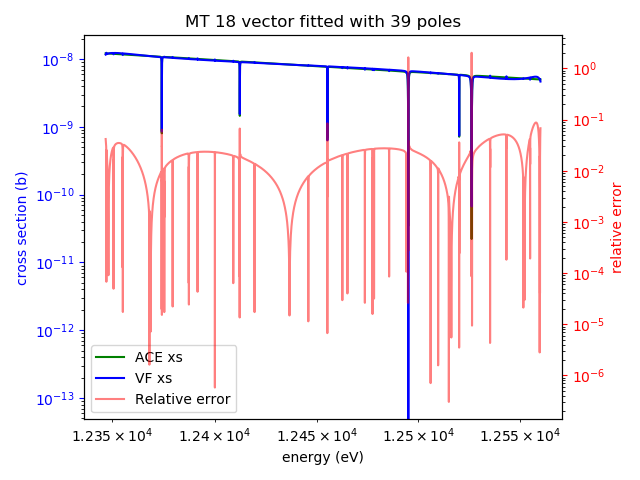 MT 18 vector fitted with 39 poles
cross section (b)
10⁻⁸
10⁻⁹
10⁻¹⁰
10⁻¹¹
10⁻¹²
10⁻¹³
10⁰
10⁻¹
10⁻²
10⁻³
10⁻⁴
10⁻⁵
10⁻⁶
relative error
ACE xs
VF xs
Relative error
1.235 × 10⁴ 1.24 × 10⁴ 1.245 × 10⁴ 1.25 × 10⁴ 1.255 × 10⁴
energy (eV)